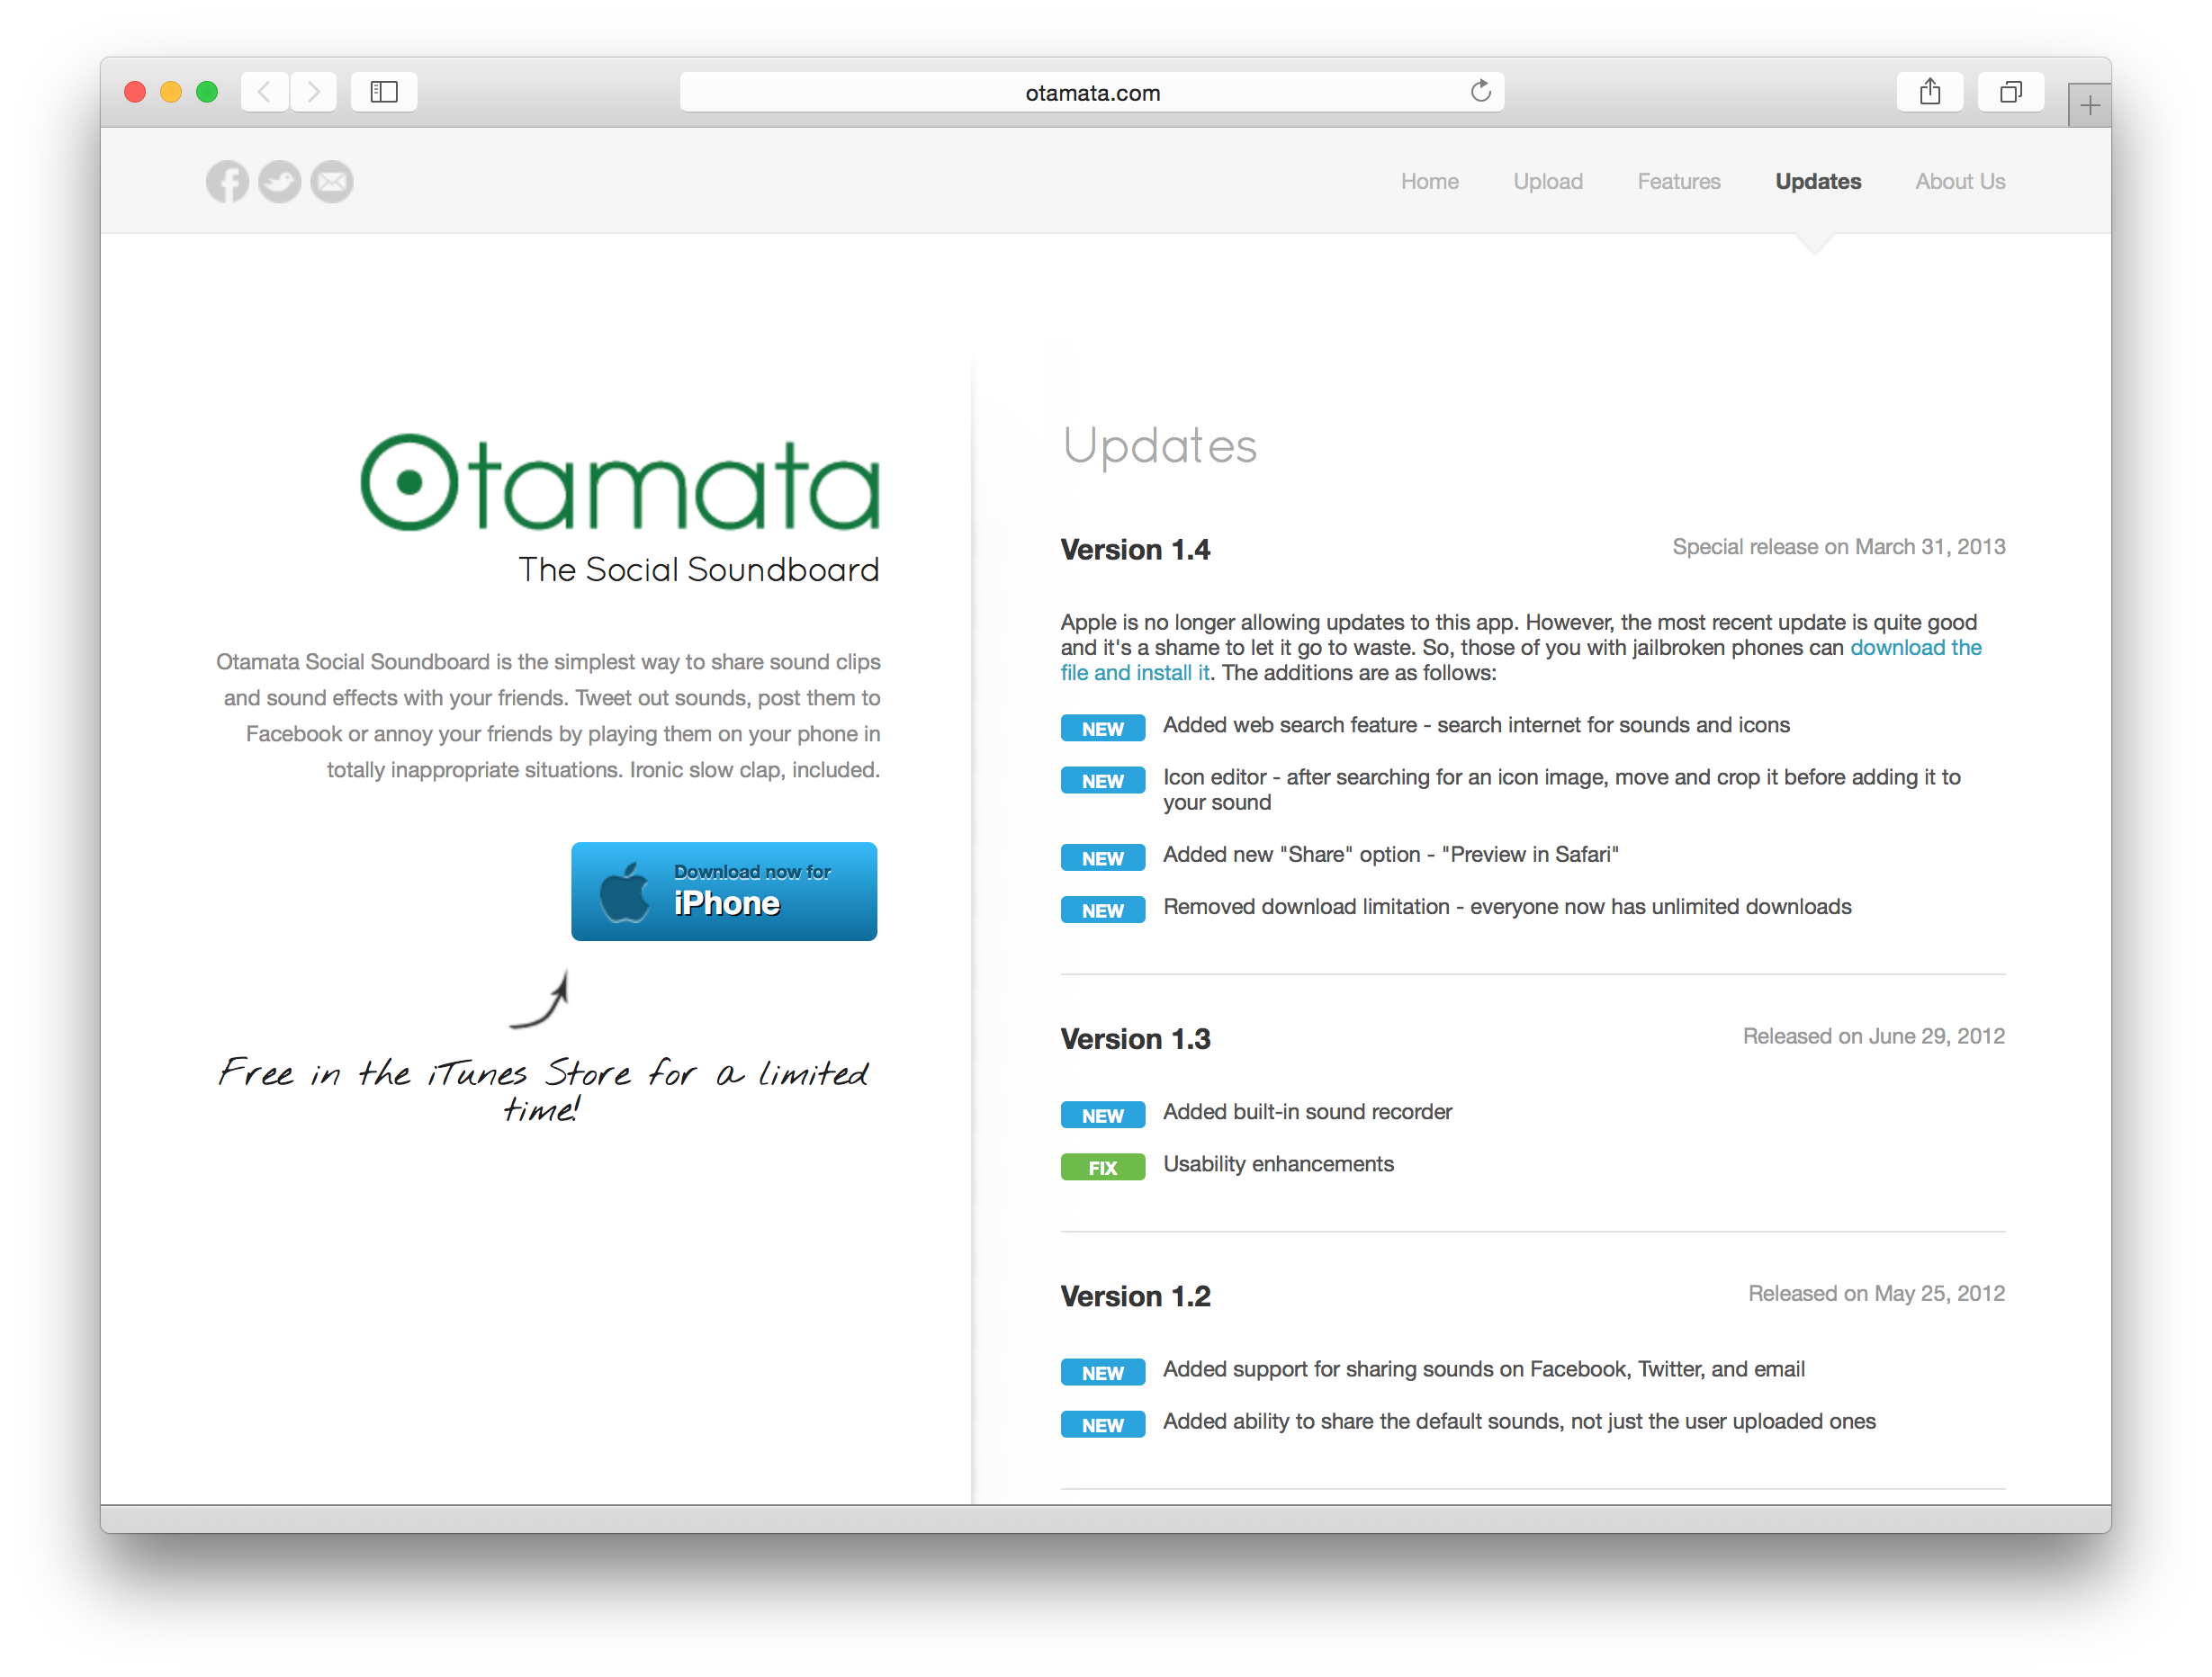 otamata.com
Home Upload Features Updates About Us
Otamata
The Social Soundboard
Otamata Social Soundboard is the simplest way to share sound clips
and sound effects with your friends. Tweet out sounds, post them to
Facebook or annoy your friends by playing them on your phone in
totally inappropriate situations. Ironic slow clap, included.
Download now for
iPhone
Free in the iTunes Store for a limited
time!
Updates
Version 1.4 Special release on March 31, 2013
Apple is no longer allowing updates to this app. However, the most recent update is quite good
and it's a shame to let it go to waste. So, those of you with jailbroken phones can download the
file and install it. The additions are as follows:
NEW Added web search feature - search internet for sounds and icons
NEW Icon editor - after searching for an icon image, move and crop it before adding it to
your sound
NEW Added new "Share" option - "Preview in Safari"
NEW Removed download limitation - everyone now has unlimited downloads
Version 1.3 Released on June 29, 2012
NEW Added built-in sound recorder
FIX Usability enhancements
Version 1.2 Released on May 25, 2012
NEW Added support for sharing sounds on Facebook, Twitter, and email
NEW Added ability to share the default sounds, not just the user uploaded ones